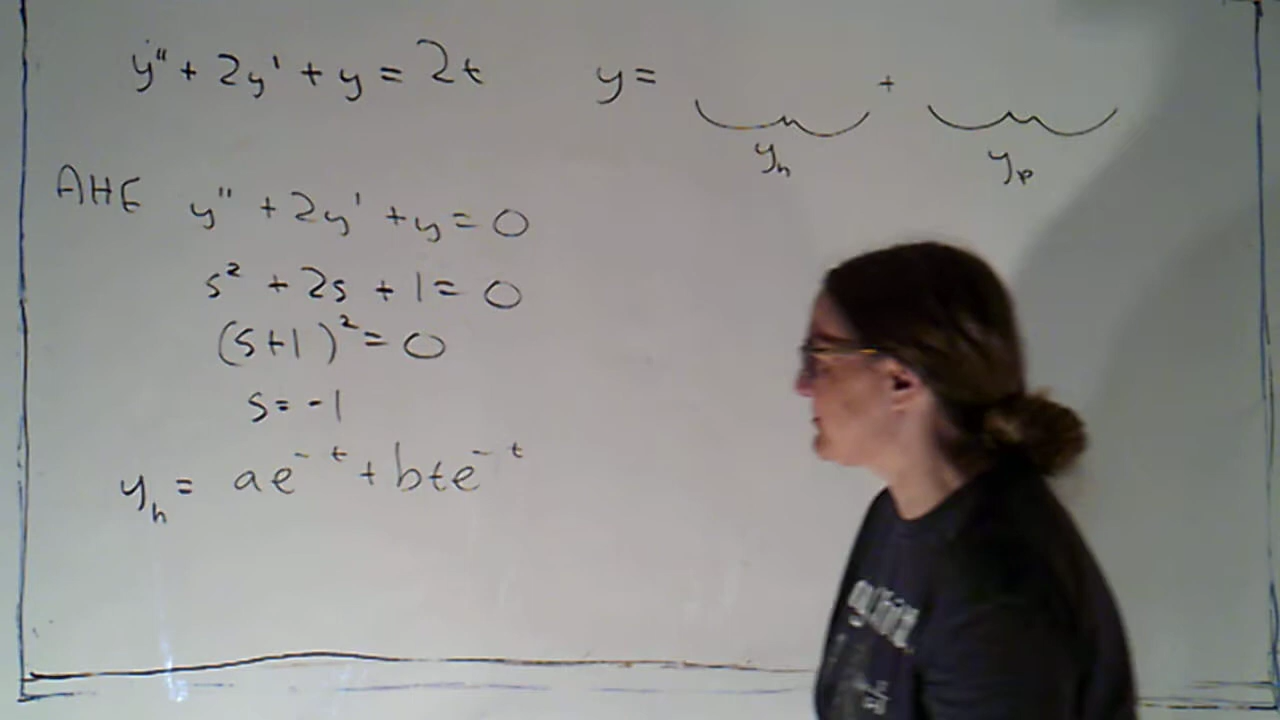 y'' + 2y' + y = 2t
y = +
y_h y_p
AHE y'' + 2y' + y = 0
s² + 2s + 1 = 0
(s+1)² = 0
s = -1
y_h = ae^{-t} + bte^{-t}